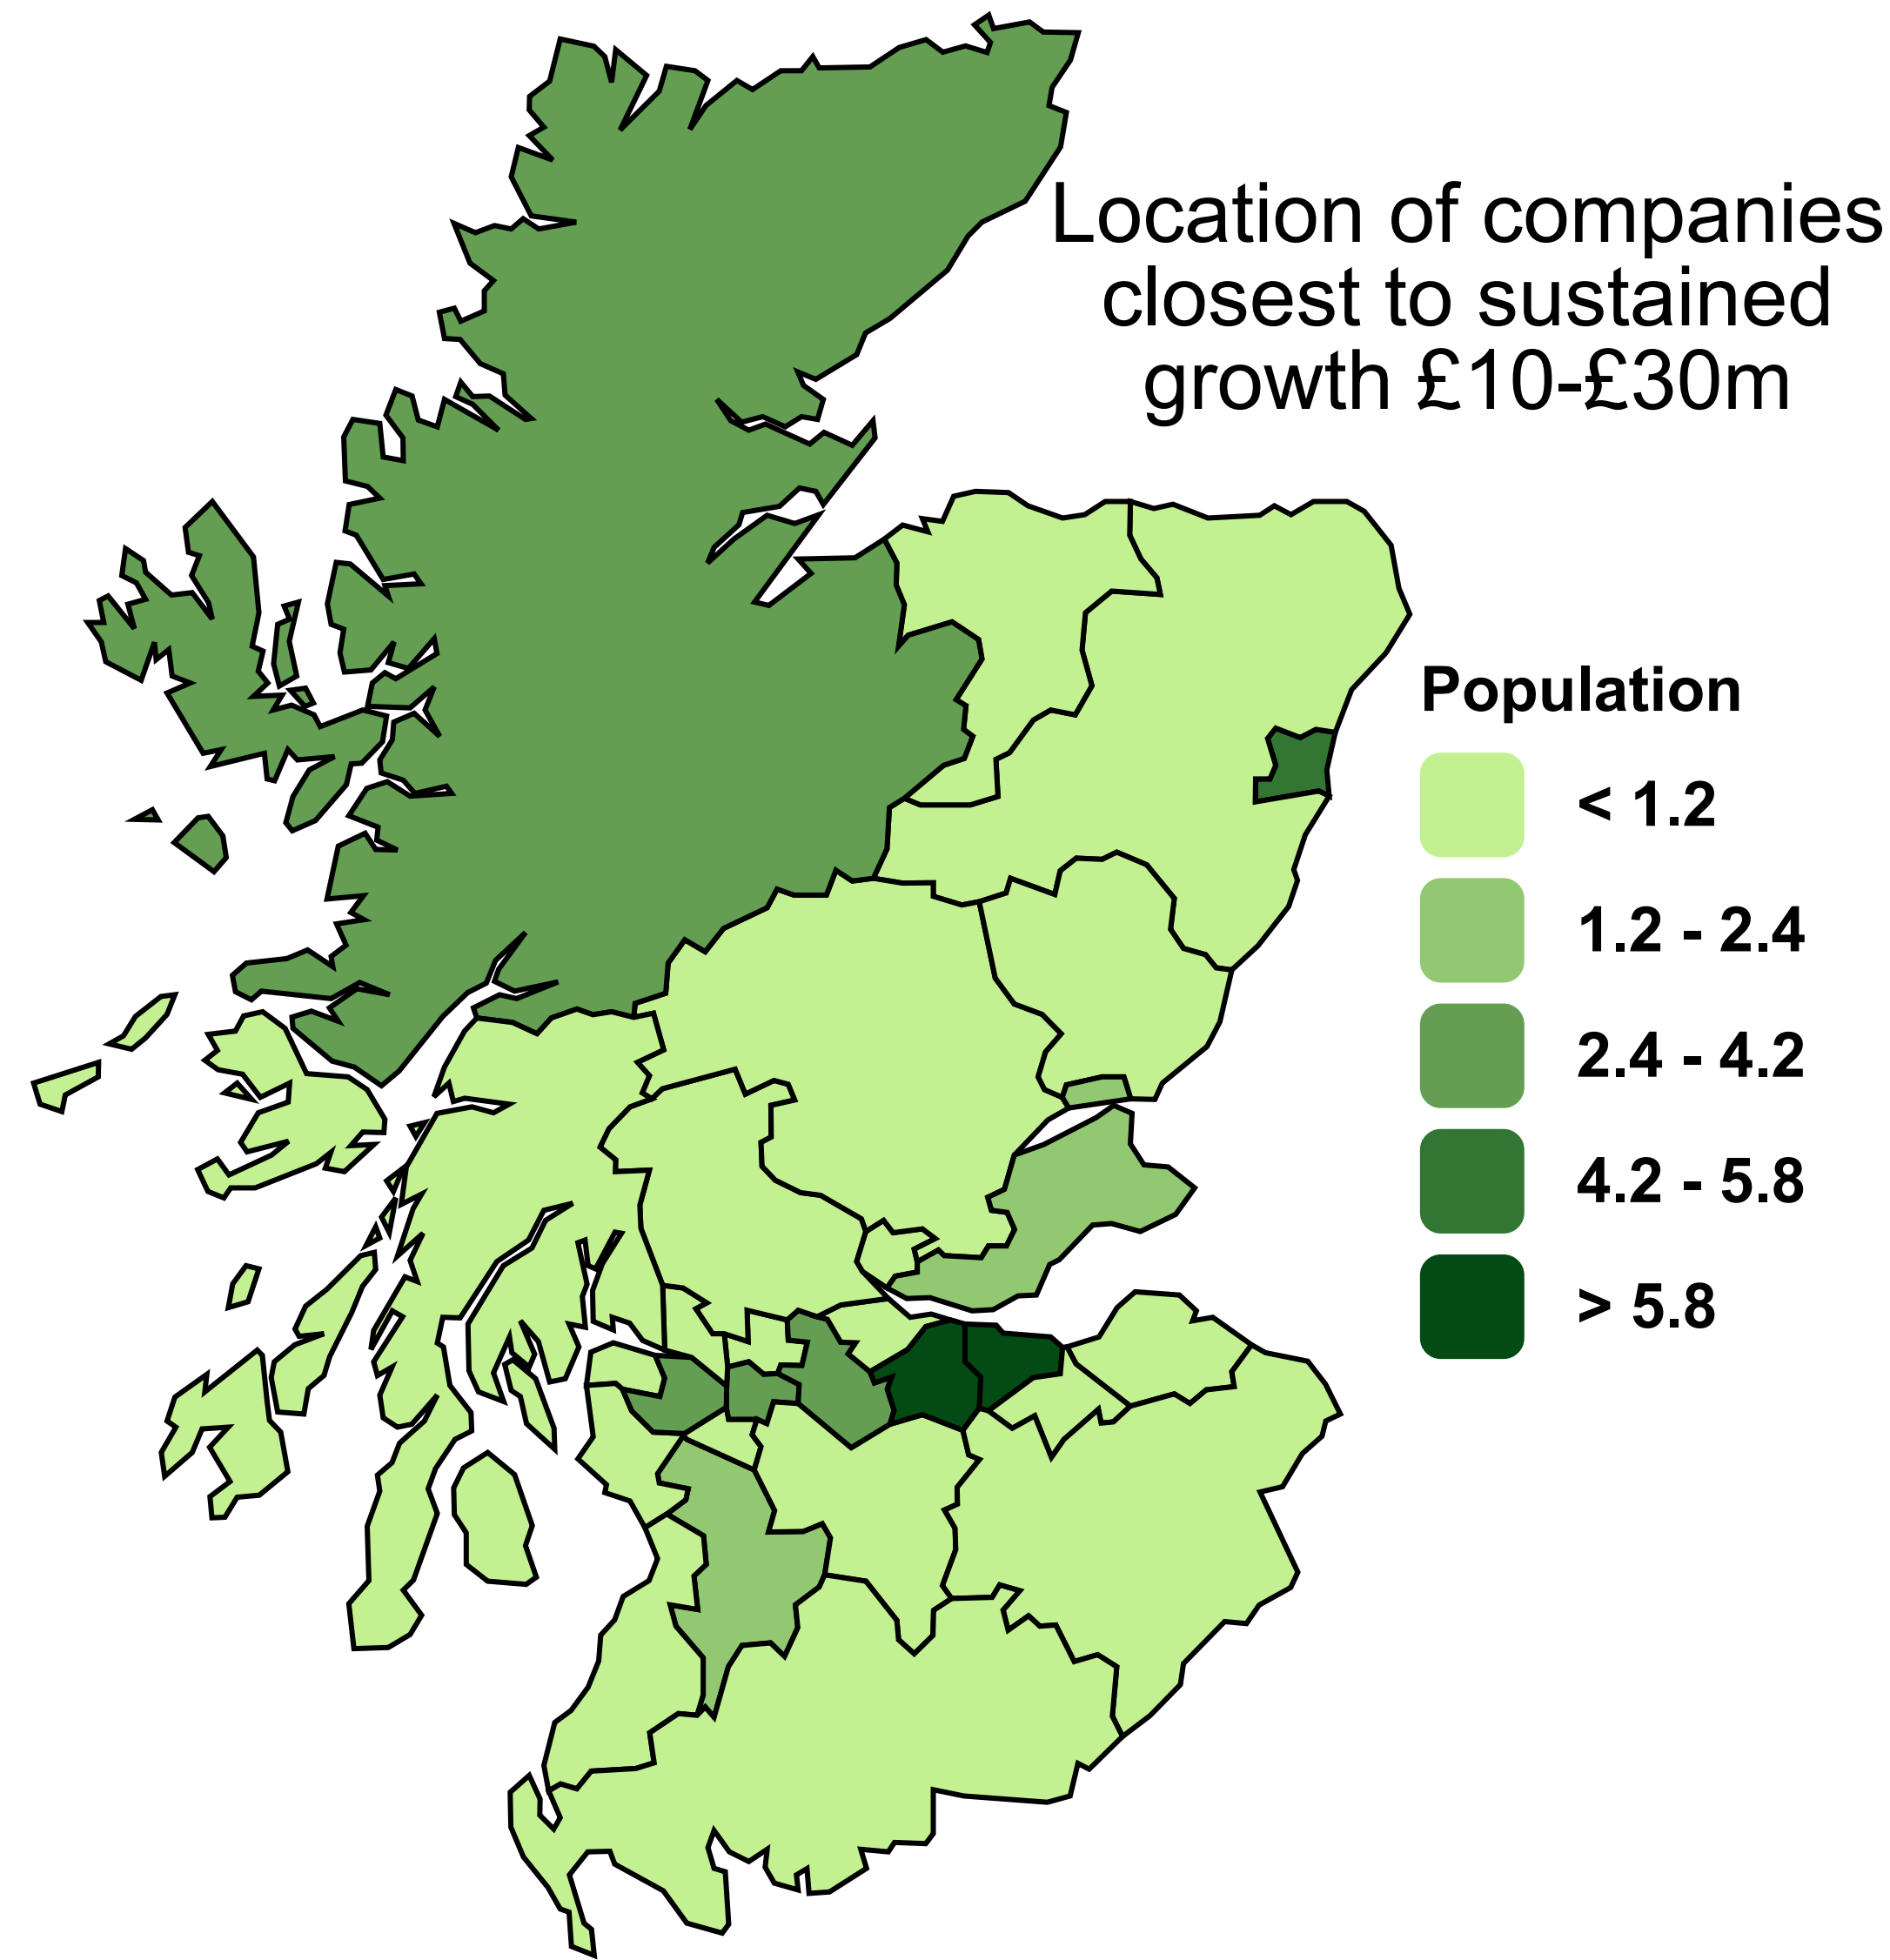 Location of companies
closest to sustained
growth £10-£30m
Population
< 1.2
1.2 - 2.4
2.4 - 4.2
4.2 - 5.8
> 5.8